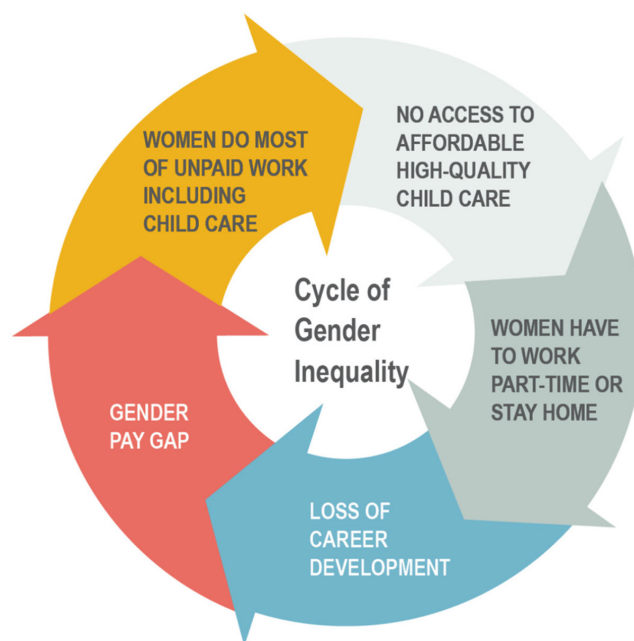 WOMEN DO MOST
OF UNPAID WORK
INCLUDING
CHILD CARE
NO ACCESS TO
AFFORDABLE
HIGH-QUALITY
CHILD CARE
Cycle of
Gender
Inequality
WOMEN HAVE
TO WORK
PART-TIME OR
STAY HOME
GENDER
PAY GAP
LOSS OF
CAREER
DEVELOPMENT